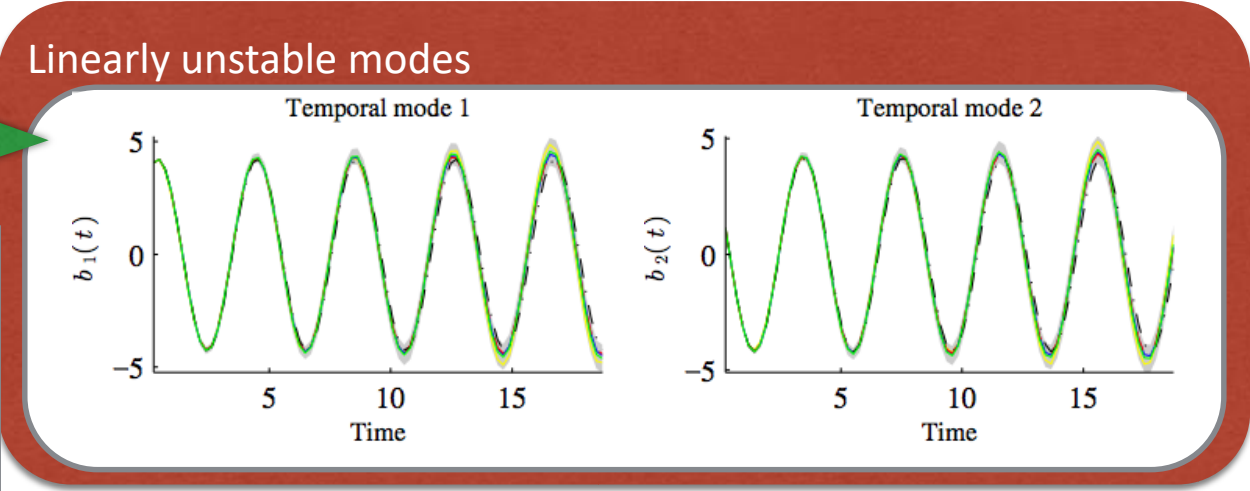 Linearly unstable modes
Temporal mode 1
5
0
−5
b₁(t)
5 10 15
Time
Temporal mode 2
5
0
−5
b₂(t)
5 10 15
Time